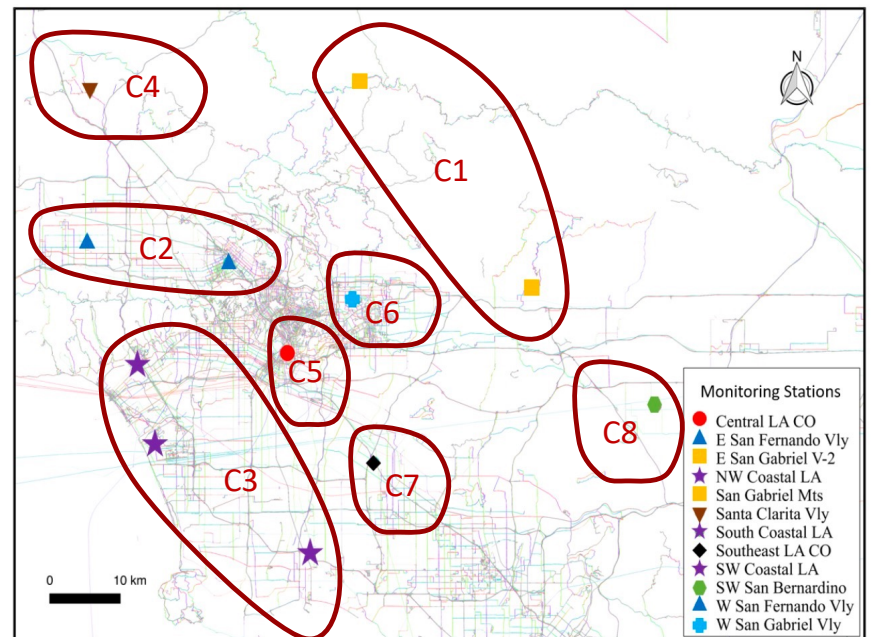 N
C4
C1
C2
C6
C5
C8
C3
C7
0 10 km
Monitoring Stations
Central LA CO
E San Fernando Vly
E San Gabriel V-2
NW Coastal LA
San Gabriel Mts
Santa Clarita Vly
South Coastal LA
Southeast LA CO
SW Coastal LA
SW San Bernardino
W San Fernando Vly
W San Gabriel Vly